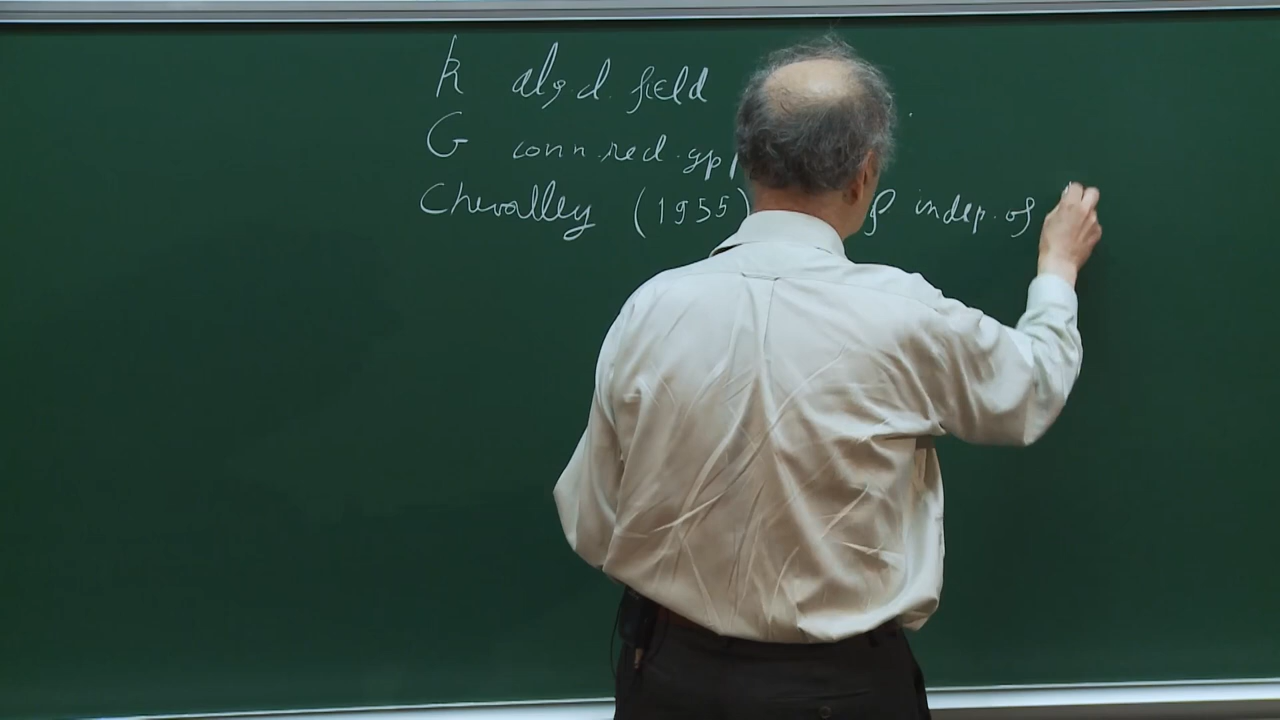 k alg cl. field
G conn. red. gp
Chevalley (1955) indep. of